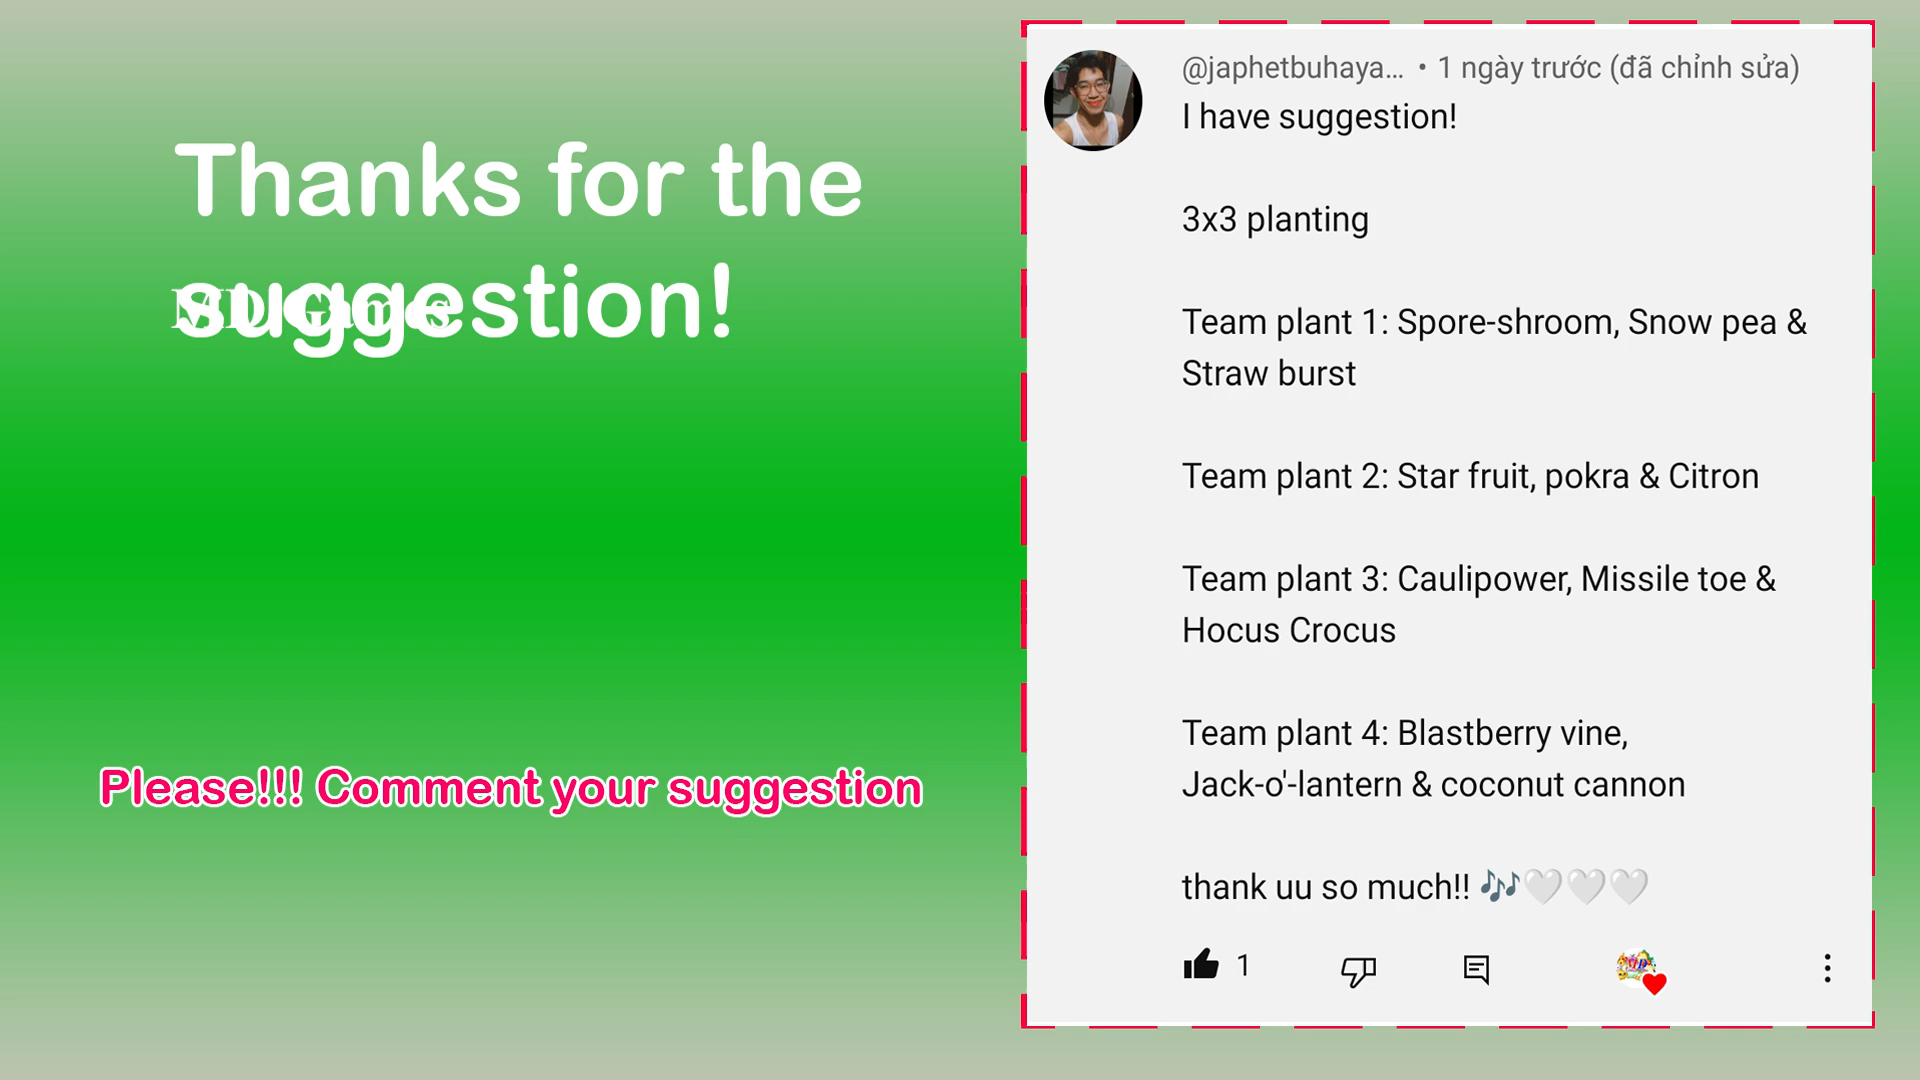 Thanks for the
suggestion!
MD Games
Please!!! Comment your suggestion
@japhetbuhaya... • 1 ngày trước (đã chỉnh sửa)
I have suggestion!
3x3 planting
Team plant 1: Spore-shroom, Snow pea &
Straw burst
Team plant 2: Star fruit, pokra & Citron
Team plant 3: Caulipower, Missile toe &
Hocus Crocus
Team plant 4: Blastberry vine,
Jack-o'-lantern & coconut cannon
thank uu so much!! 🎶🤍🤍🤍
1